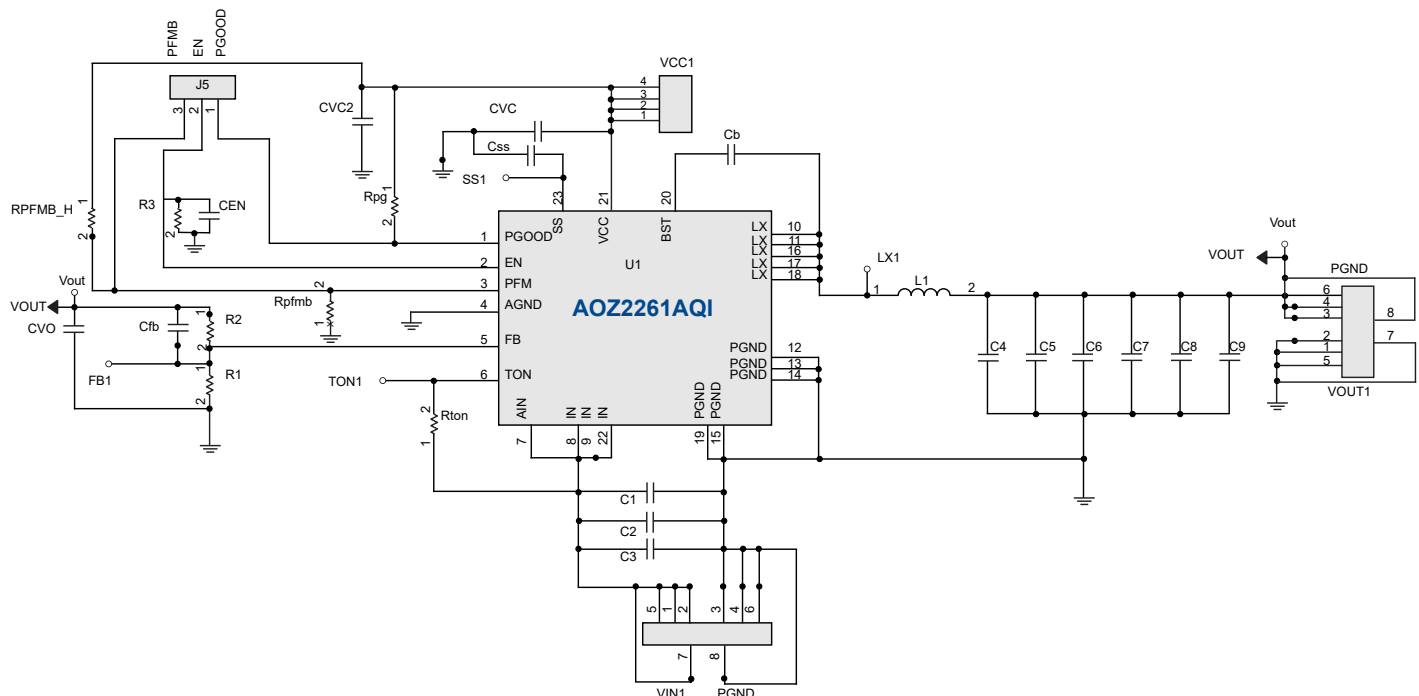 PFMB
EN
PGOOD
J5
3
2
1
VCC1
4
3
2
1
CVC2
CVC
Css
SS1
Cb
RPFMB_H
1
2
R3
1
2
CEN
Rpg
1
2
23
21
20
SS
VCC
BST
1
PGOOD
2
EN
3
PFM
4
AGND
5
FB
6
TON
U1
AOZ2261AQI
LX
10
LX
11
LX
16
LX
17
LX
18
LX1
1
L1
2
PGND
12
PGND
13
PGND
14
PGND
PGND
19
15
AIN
IN
IN
IN
7
8
9
22
Vout
VOUT
CVO
Cfb
1
R2
2
1
R1
2
FB1
Rpfmb
2
1
TON1
2
Rton
1
C1
C2
C3
C4
C5
C6
C7
C8
C9
Vout
VOUT
PGND
6
4
3
2
1
5
8
7
VOUT1
5
1
2
3
4
6
7
8
VIN1
PGND